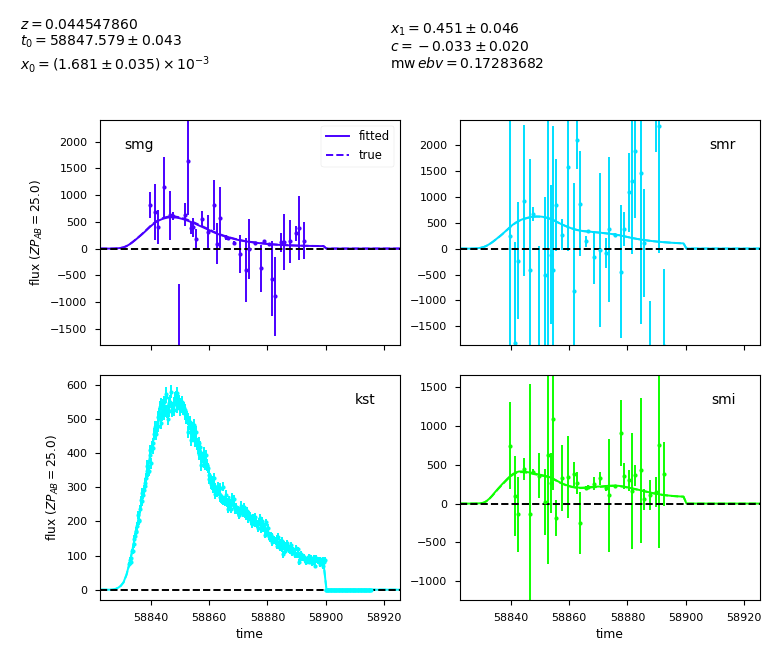 z = 0.044547860
t₀ = 58847.579 ± 0.043
x₀ = (1.681 ± 0.035) × 10⁻³
x₁ = 0.451 ± 0.046
c = −0.033 ± 0.020
mw ebv = 0.17283682
flux (ZP_AB = 25.0)
2000
1500
1000
500
0
−500
−1000
−1500
smg
fitted
true
2000
1500
1000
500
0
−500
−1000
−1500
smr
flux (ZP_AB = 25.0)
600
500
400
300
200
100
0
kst
58840
58860
58880
58900
58920
time
1500
1000
500
0
−500
−1000
smi
58840
58860
58880
58900
58920
time